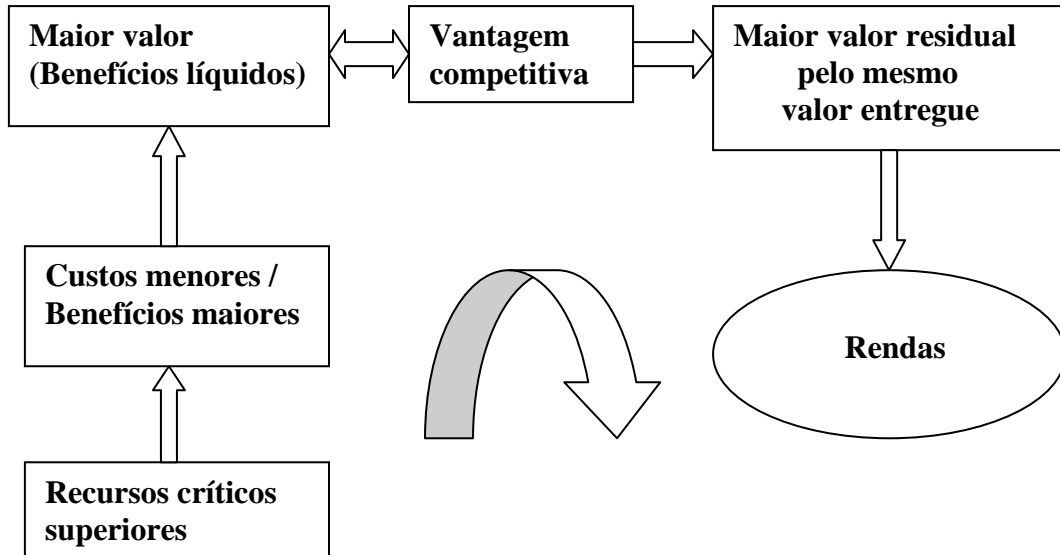 Maior valor
(Benefícios líquidos)
Vantagem
competitiva
Maior valor residual
pelo mesmo
valor entregue
Custos menores /
Benefícios maiores
Rendas
Recursos críticos
superiores